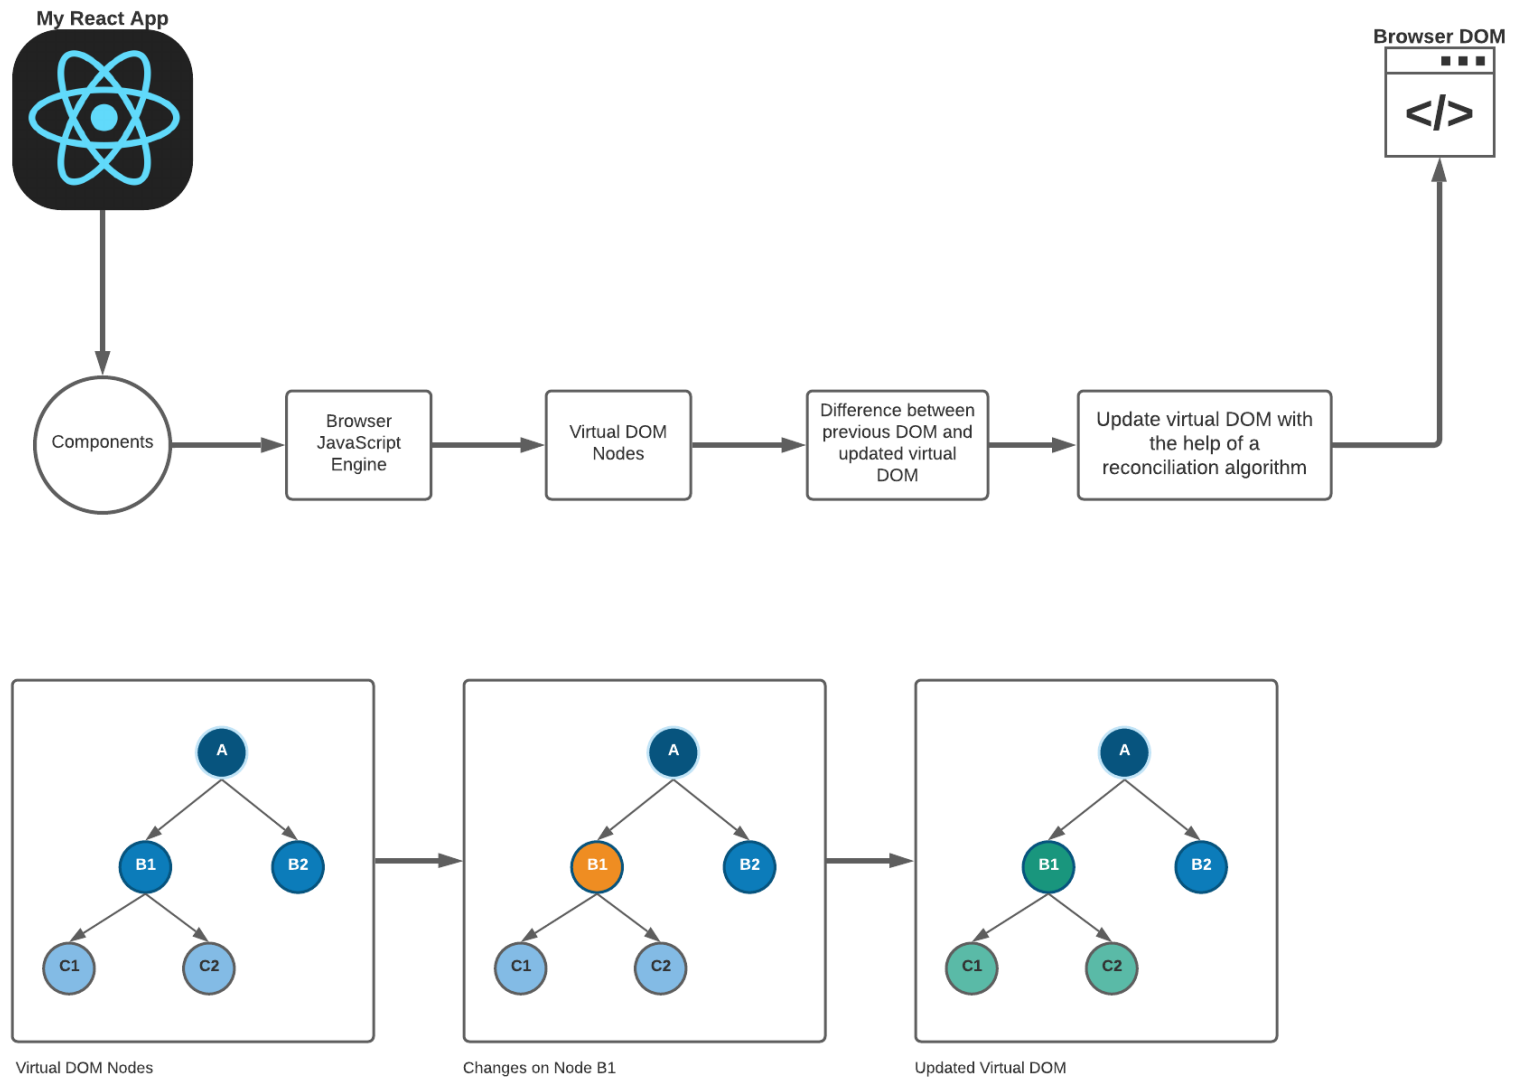 My React App
Browser DOM
</>
Components
Browser
JavaScript
Engine
Virtual DOM
Nodes
Difference between
previous DOM and
updated virtual
DOM
Update virtual DOM with
the help of a
reconciliation algorithm
A
B1
B2
C1
C2
Virtual DOM Nodes
A
B1
B2
C1
C2
Changes on Node B1
A
B1
B2
C1
C2
Updated Virtual DOM